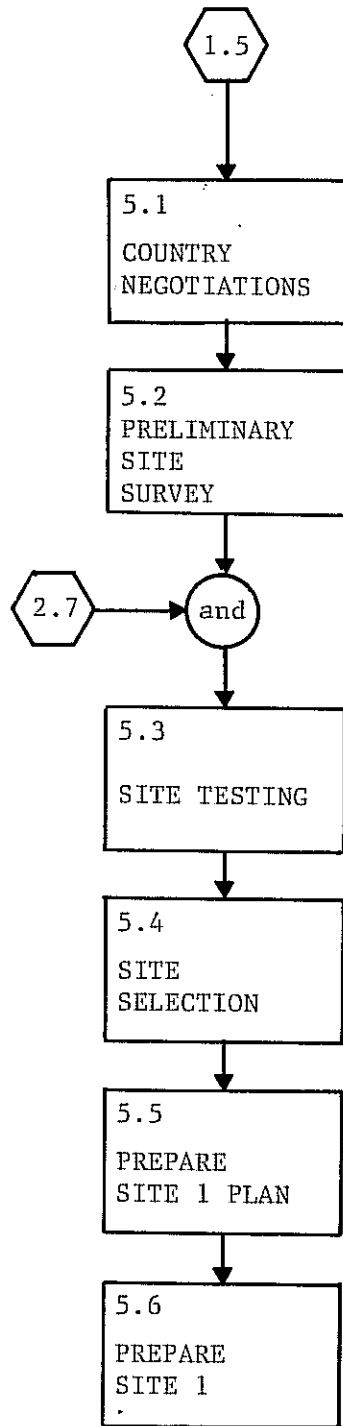 1.5
5.1
COUNTRY
NEGOTIATIONS
5.2
PRELIMINARY
SITE
SURVEY
2.7
and
5.3
SITE TESTING
5.4
SITE
SELECTION
5.5
PREPARE
SITE 1 PLAN
5.6
PREPARE
SITE 1